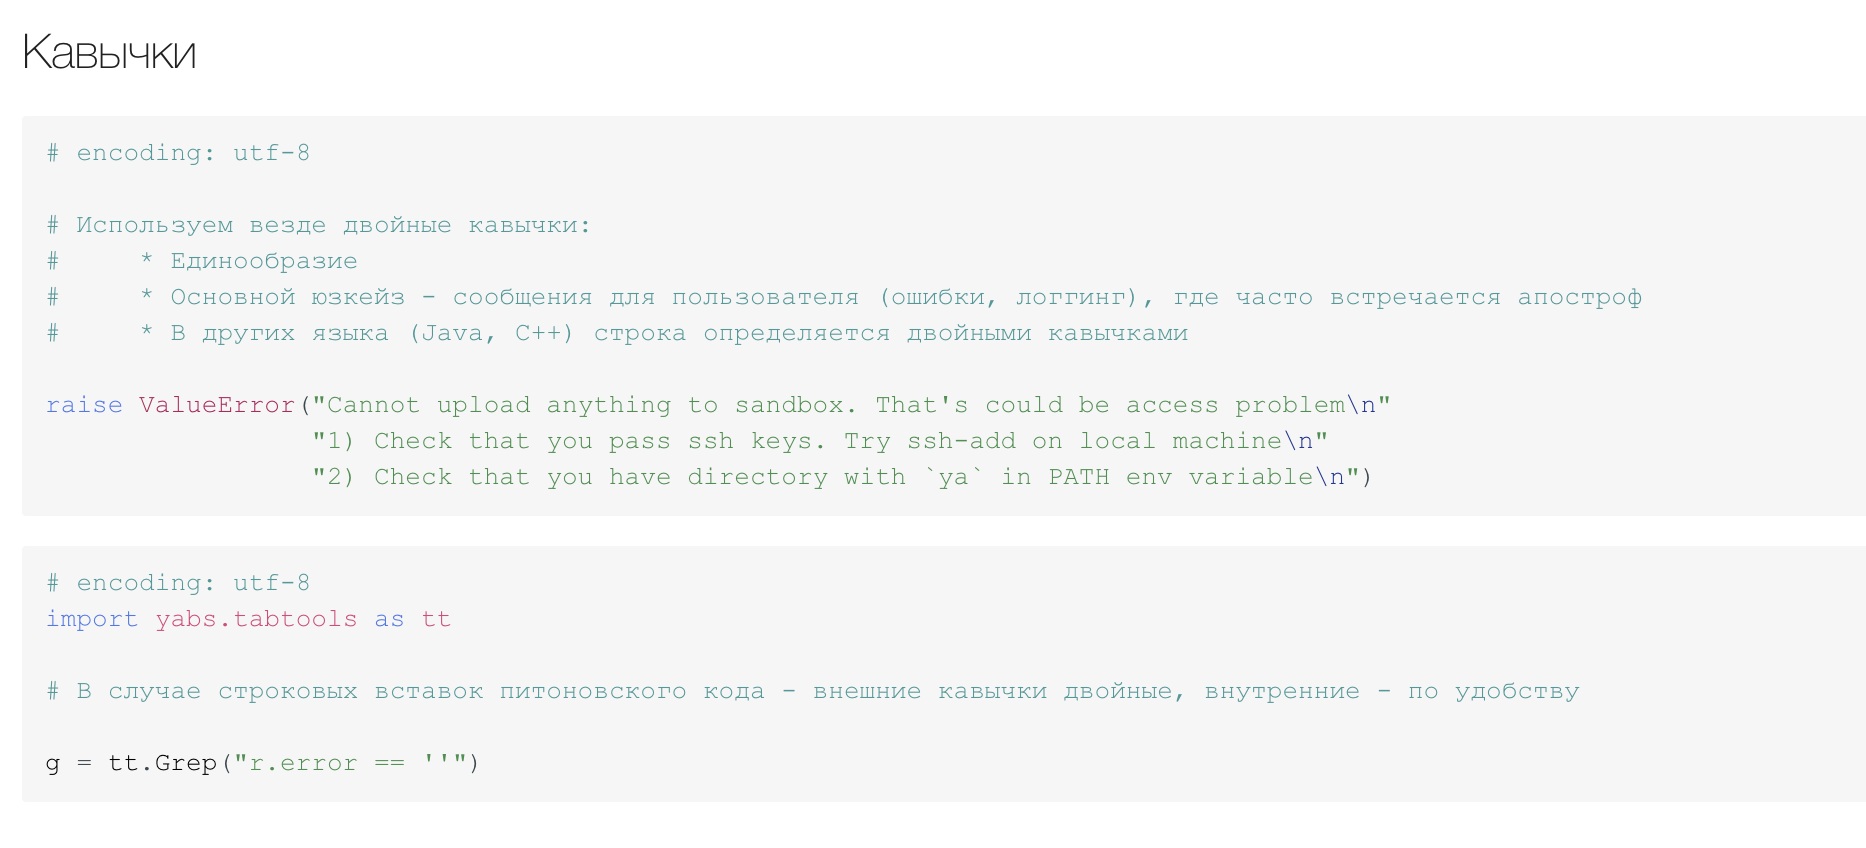 Кавычки
# encoding: utf-8
# Используем везде двойные кавычки:
#     * Единообразие
#     * Основной юзкейз - сообщения для пользователя (ошибки, логгинг), где часто встречается апостроф
#     * В других языка (Java, C++) строка определяется двойными кавычками
raise ValueError("Cannot upload anything to sandbox. That's could be access problem\n"
                 "1) Check that you pass ssh keys. Try ssh-add on local machine\n"
                 "2) Check that you have directory with `ya` in PATH env variable\n")
# encoding: utf-8
import yabs.tabtools as tt
# В случае строковых вставок питоновского кода - внешние кавычки двойные, внутренние - по удобству
g = tt.Grep("r.error == ''")